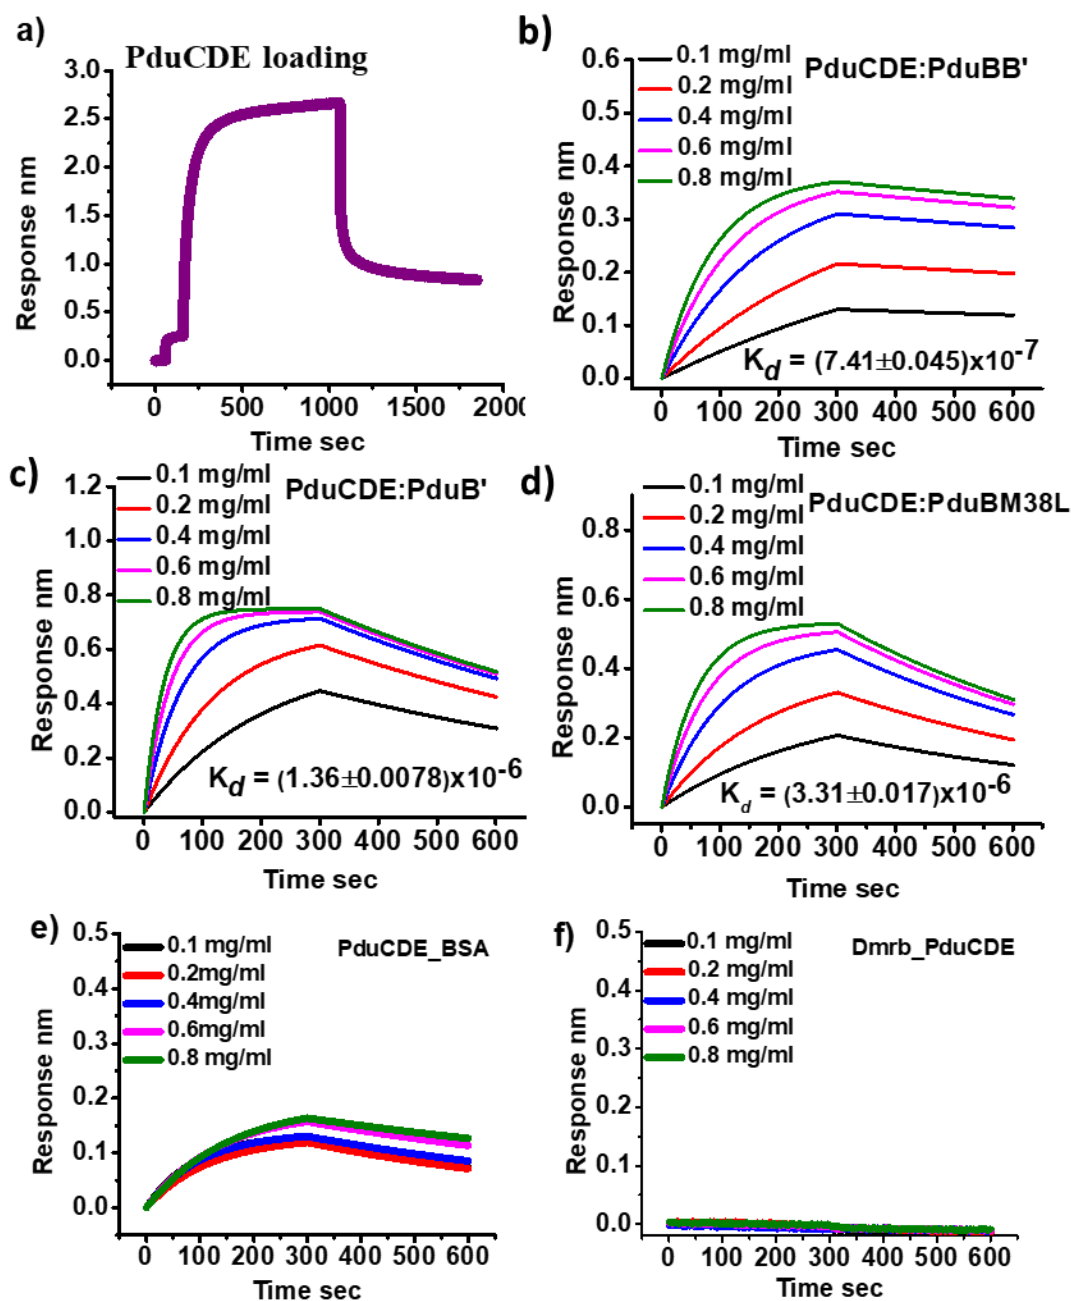 a)
PduCDE loading
3.0
2.5
2.0
1.5
1.0
0.5
0.0
Response nm
0 500 1000 1500 200
Time sec
b)
PduCDE:PduBB'
0.1 mg/ml
0.2 mg/ml
0.4 mg/ml
0.6 mg/ml
0.8 mg/ml
0.6
0.5
0.4
0.3
0.2
0.1
0.0
Response nm
Kd = (7.41±0.045)x10-7
0 100 200 300 400 500 600
Time sec
c)
PduCDE:PduB'
0.1 mg/ml
0.2 mg/ml
0.4 mg/ml
0.6 mg/ml
0.8 mg/ml
1.2
1.0
0.8
0.6
0.4
0.2
0.0
Response nm
Kd = (1.36±0.0078)x10-6
0 100 200 300 400 500 600
Time sec
d)
PduCDE:PduBM38L
0.1 mg/ml
0.2 mg/ml
0.4 mg/ml
0.6 mg/ml
0.8 mg/ml
0.8
0.6
0.4
0.2
0.0
Response nm
Kd = (3.31±0.017)x10-6
0 100 200 300 400 500 600
Time sec
e)
PduCDE_BSA
0.1 mg/ml
0.2mg/ml
0.4mg/ml
0.6mg/ml
0.8 mg/ml
0.5
0.4
0.3
0.2
0.1
0.0
Response nm
0 100 200 300 400 500 600
Time sec
f)
Dmrb_PduCDE
0.1 mg/ml
0.2 mg/ml
0.4 mg/ml
0.6 mg/ml
0.8 mg/ml
0.5
0.4
0.3
0.2
0.1
0.0
Response nm
0 100 200 300 400 500 600
Time sec